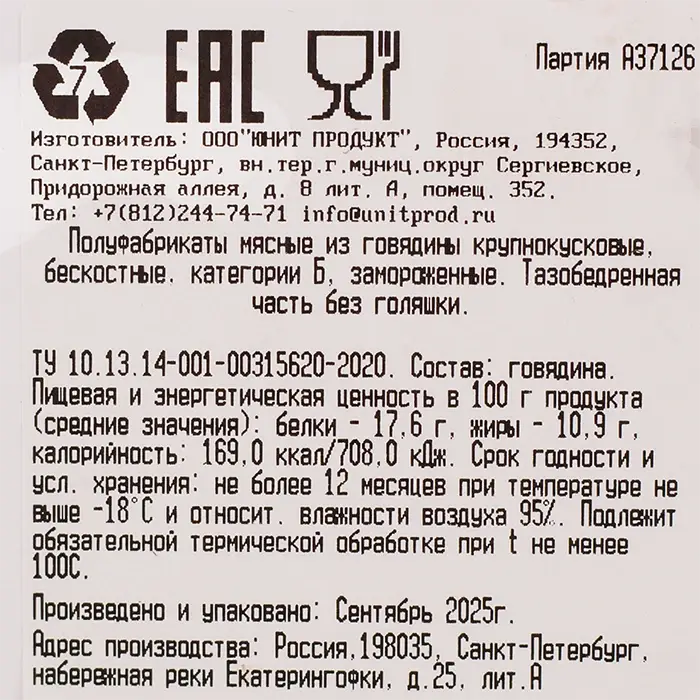 7
EAC
Партия А37126
Изготовитель: ООО"ЮНИТ ПРОДУКТ", Россия, 194352,
Санкт-Петербург, вн.тер.г.муниц.округ Сергиевское,
Придорожная аллея, д. 8 лит. А, помещ. 352.
Тел: +7(812)244-74-71 info@unitprod.ru
Полуфабрикаты мясные из говядины крупнокусковые,
бескостные, категории Б, замороженные. Тазобедренная
часть без голяшки.
ТУ 10.13.14-001-00315620-2020. Состав: говядина.
Пищевая и энергетическая ценность в 100 г продукта
(средние значения): белки - 17,6 г, жиры - 10,9 г,
калорийность: 169,0 ккал/708,0 кДж. Срок годности и
усл. хранения: не более 12 месяцев при температуре не
выше -18°C и относит. влажности воздуха 95%. Подлежит
обязательной термической обработке при t не менее
100С.
Произведено и упаковано: Сентябрь 2025г.
Адрес производства: Россия,198035, Санкт-Петербург,
набережная реки Екатерингофки, д.25, лит.А